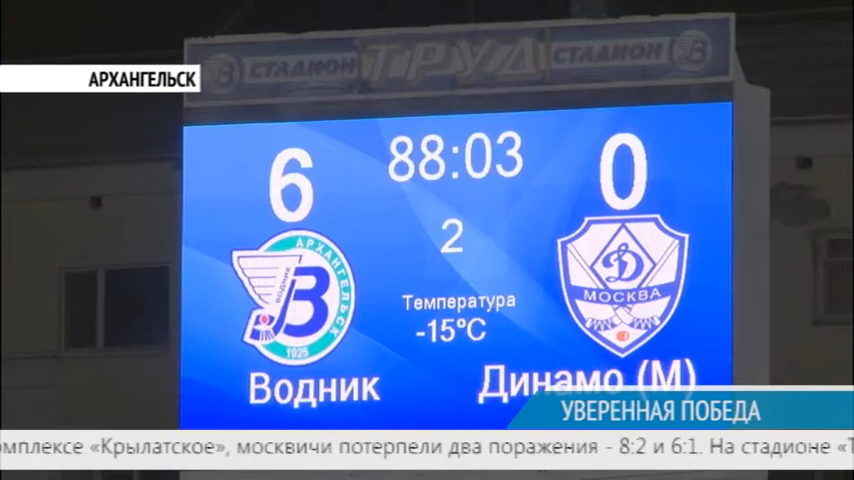 СТАДИОН ТРУД СТАДИОН В
АРХАНГЕЛЬСК
6 88:03 0
2
АРХАНГЕЛЬСК
ВОДНИК
В
1925
Д
МОСКВА
Температура
-15°C
Водник Динамо (М)
УВЕРЕННАЯ ПОБЕДА
омплексе «Крылатское», москвичи потерпели два поражения - 8:2 и 6:1. На стадионе «Т